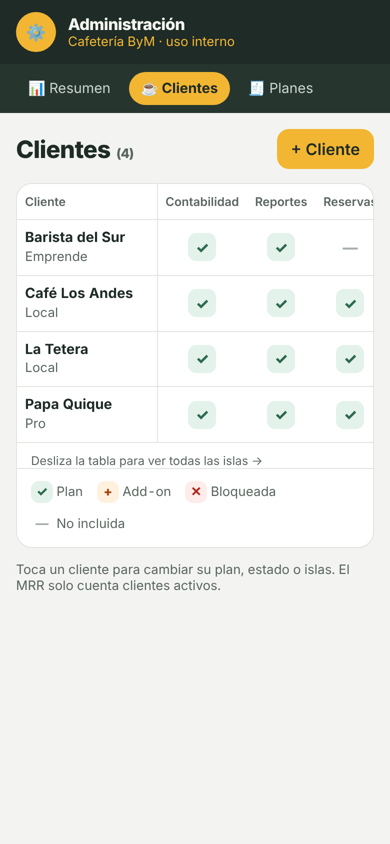 Administración
Cafetería ByM · uso interno
📊 Resumen
☕ Clientes
🧾 Planes
Clientes (4)
+ Cliente
Cliente Contabilidad Reportes Reservas
Barista del Sur
Emprende
✓ ✓ —
Café Los Andes
Local
✓ ✓ ✓
La Tetera
Local
✓ ✓ ✓
Papa Quique
Pro
✓ ✓ ✓
Desliza la tabla para ver todas las islas →
✓ Plan + Add-on ✕ Bloqueada
— No incluida
Toca un cliente para cambiar su plan, estado o islas. El
MRR solo cuenta clientes activos.